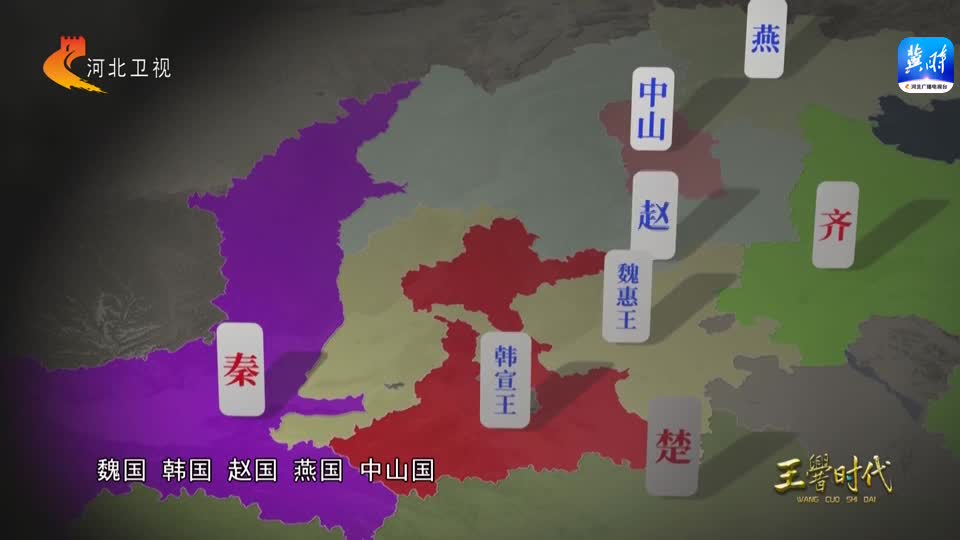 河北卫视
冀时
河北广播电视台
燕
中山
赵
齐
魏惠王
秦
韩宣王
楚
魏国 韩国 赵国 燕国 中山国
王譽时代
WANG CUO SHI DAI